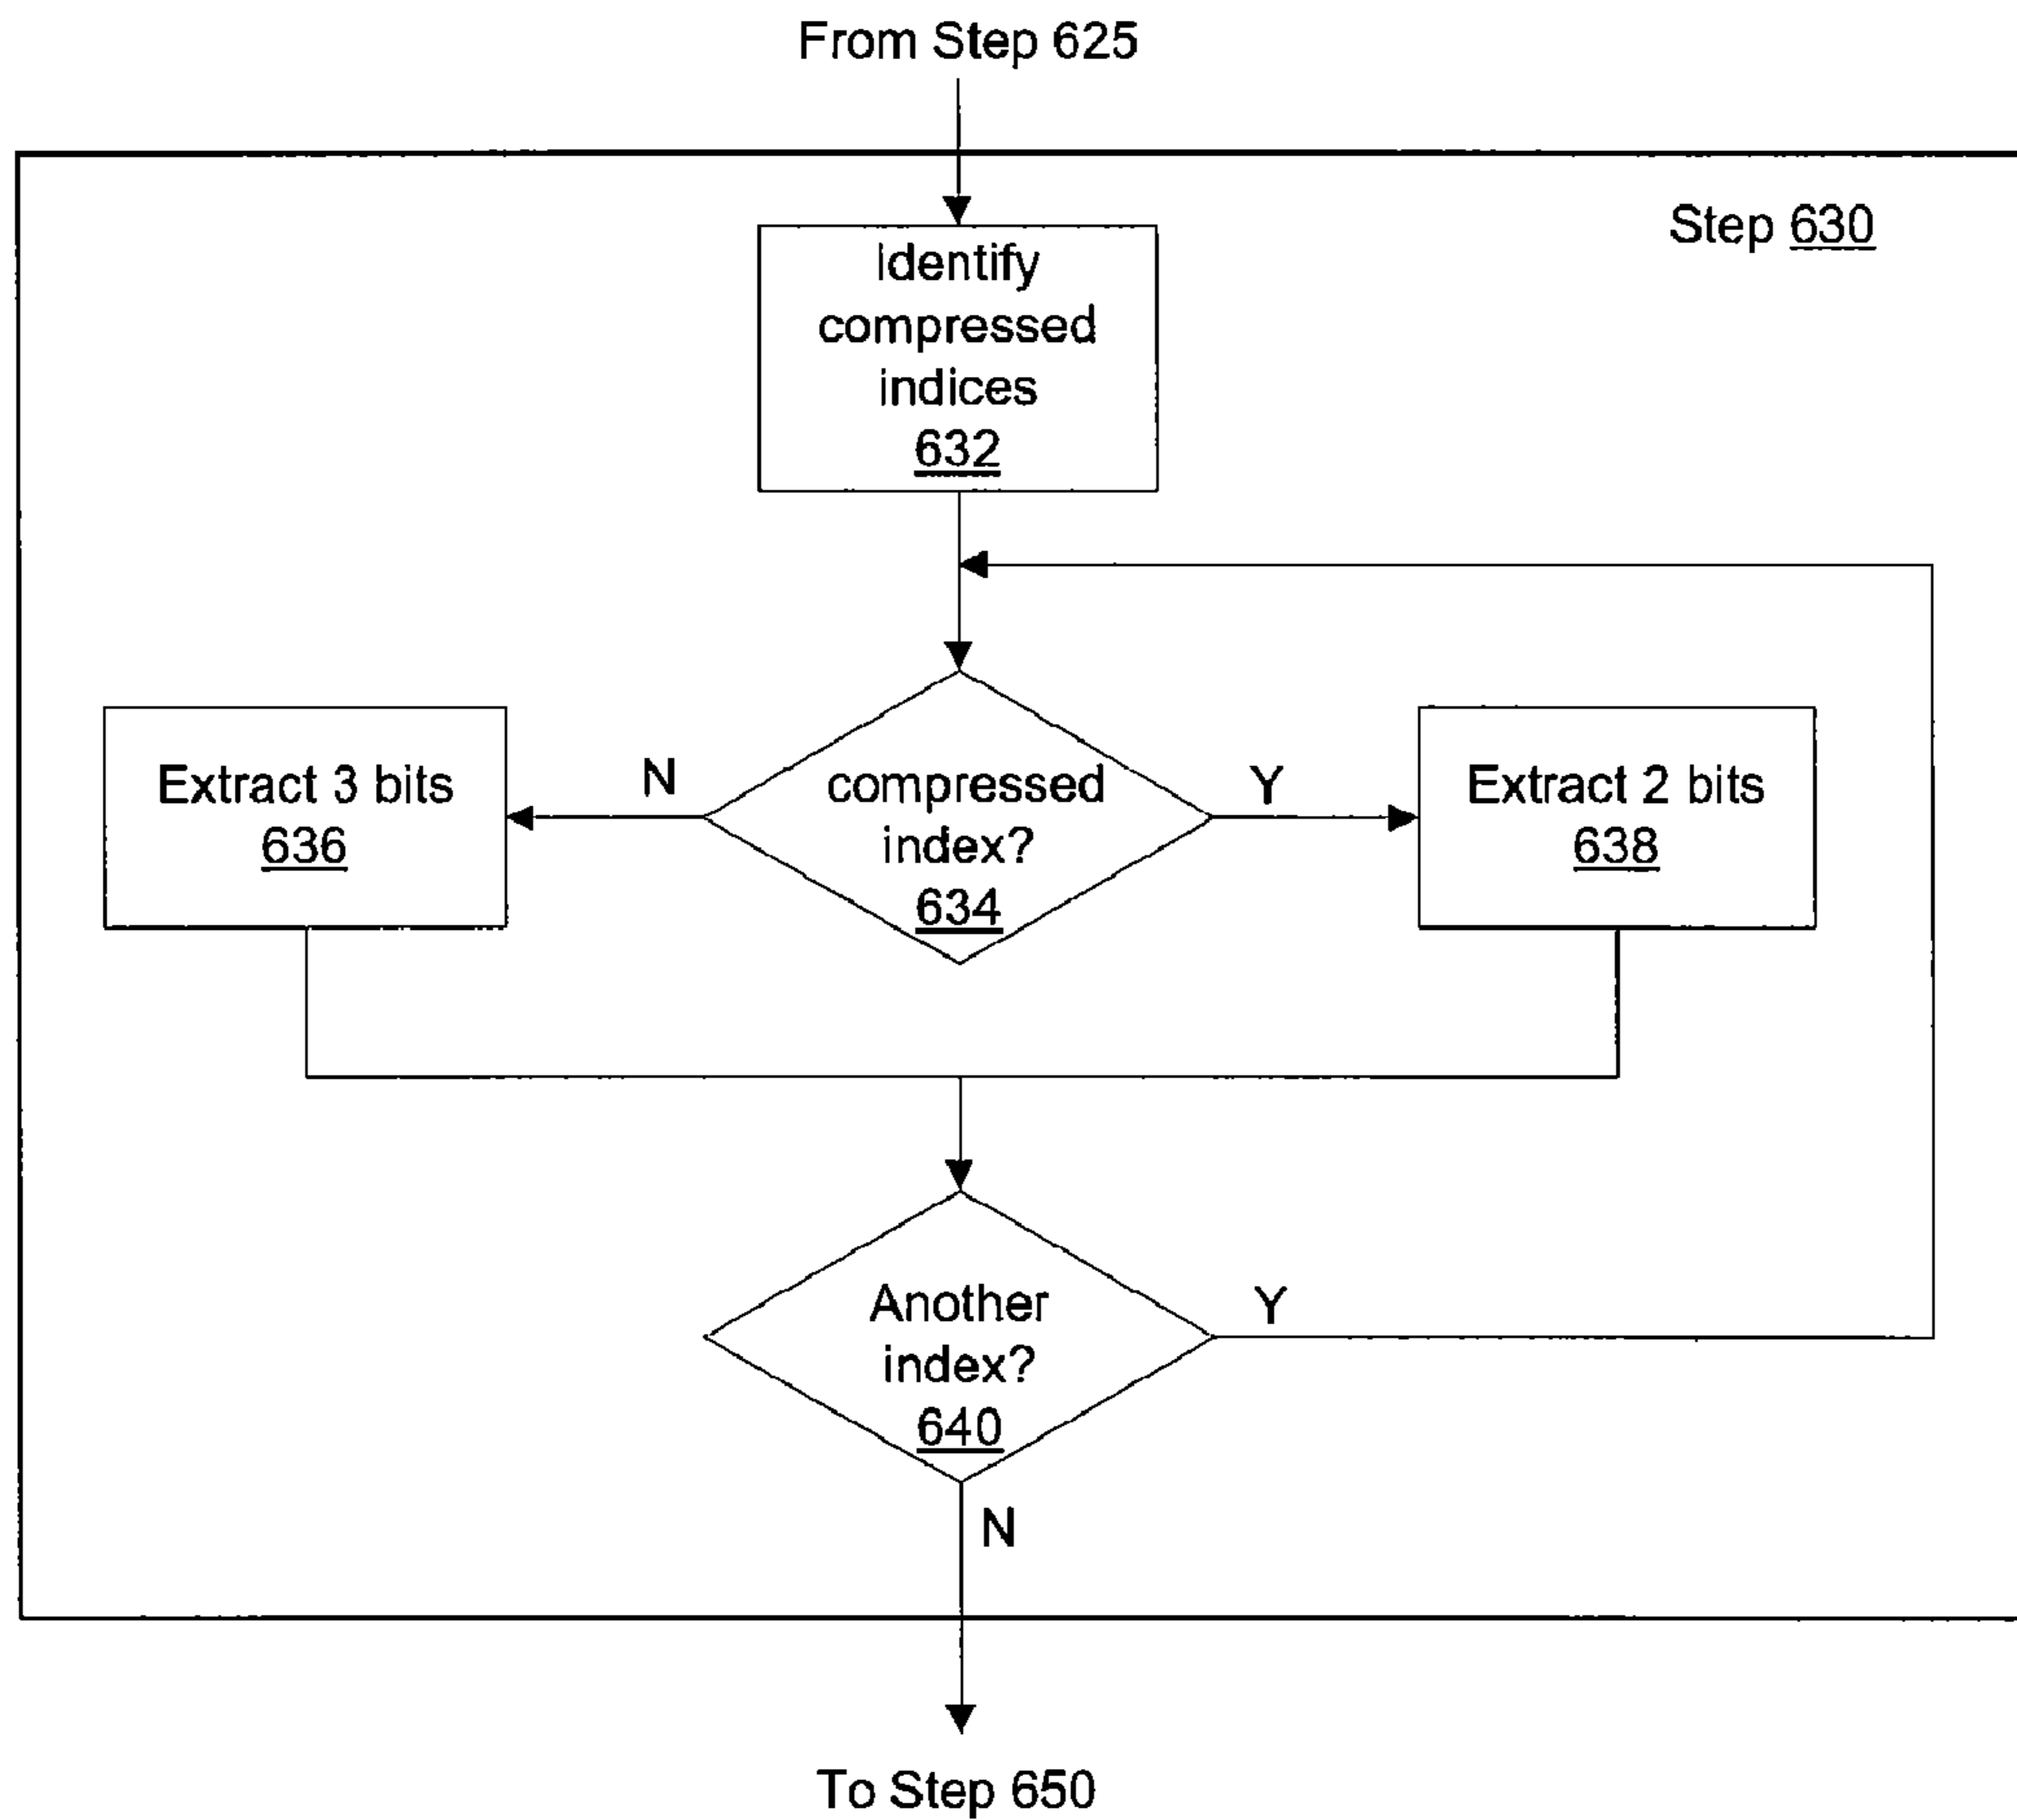 From Step 625
Step 630
Identify
compressed
indices
632
Extract 3 bits
636
N
compressed
index?
634
Y
Extract 2 bits
638
Another
index?
640
Y
N
To Step 650